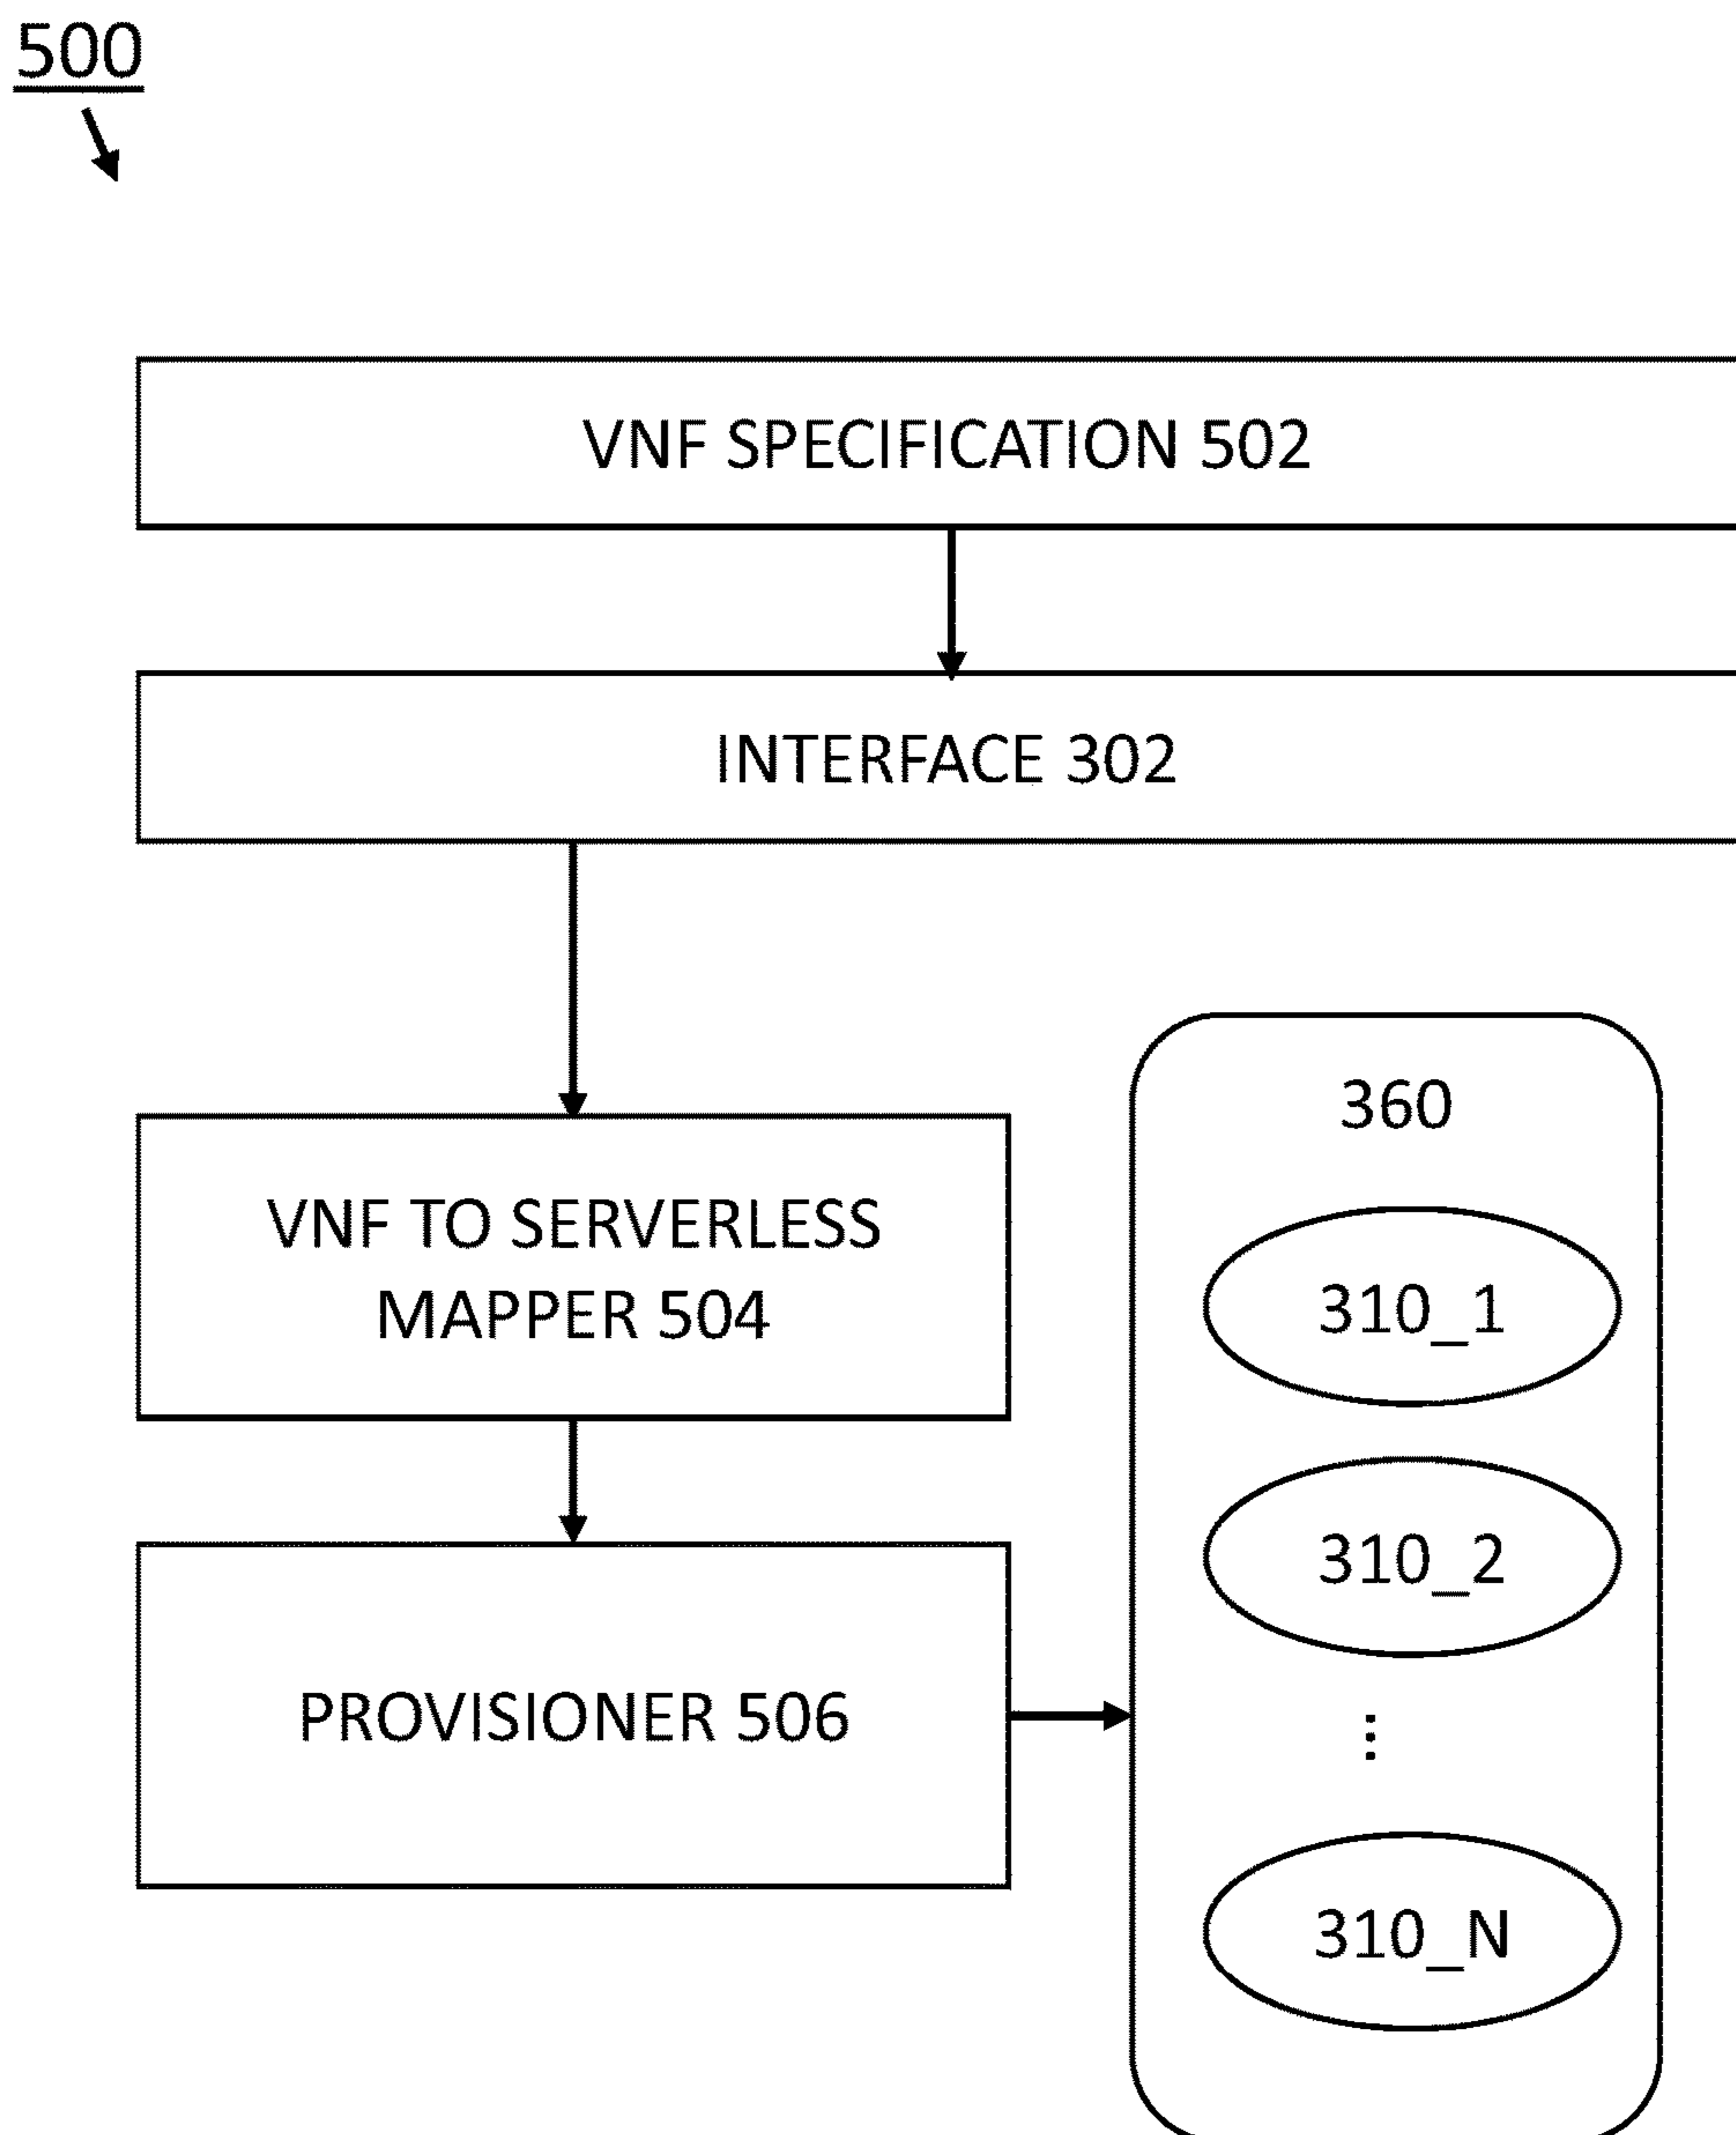 500
VNF SPECIFICATION 502
INTERFACE 302
VNF TO SERVERLESS
MAPPER 504
PROVISIONER 506
360
310_1
310_2
⋮
310_N